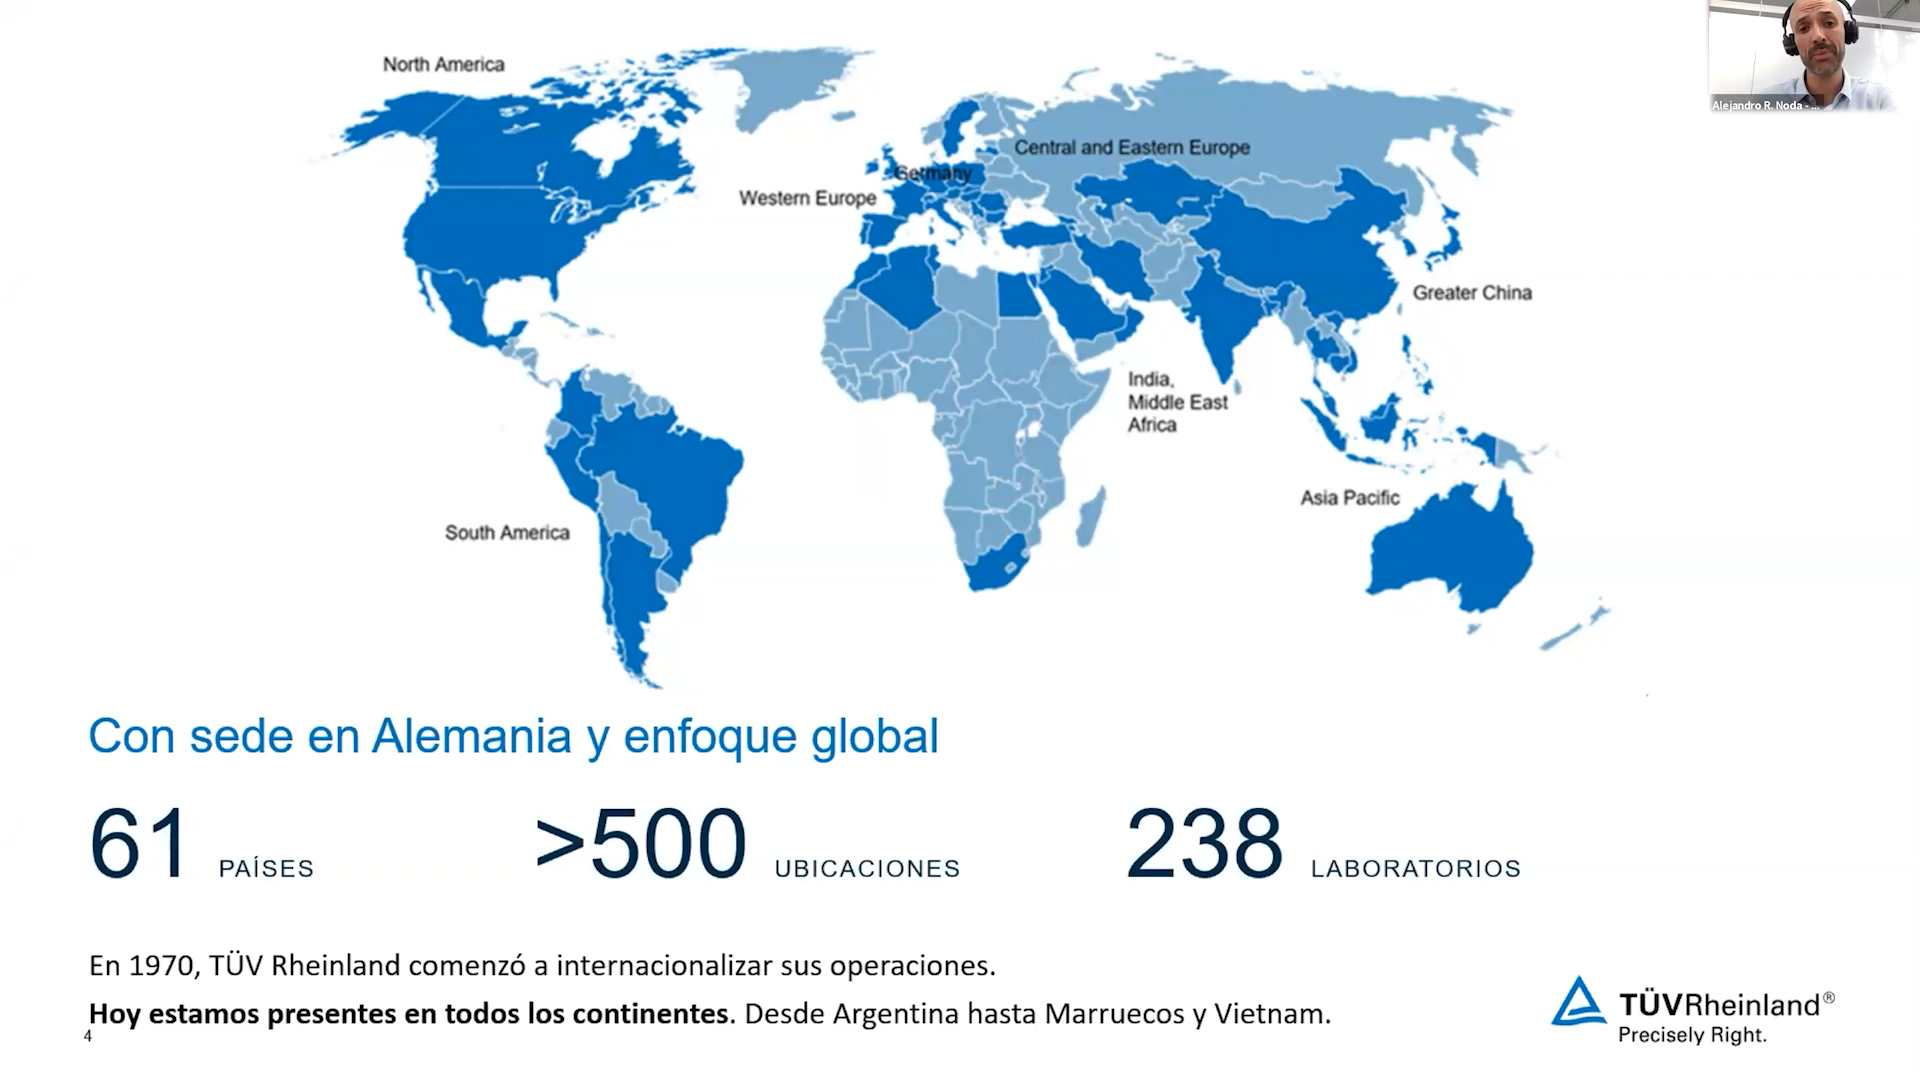 North America
Alejandro R. Noda - ...
Central and Eastern Europe
Germany
Western Europe
Greater China
India,
Middle East
Africa
Asia Pacific
South America
Con sede en Alemania y enfoque global
61 PAÍSES
>500 UBICACIONES
238 LABORATORIOS
En 1970, TÜV Rheinland comenzó a internacionalizar sus operaciones.
Hoy estamos presentes en todos los continentes. Desde Argentina hasta Marruecos y Vietnam.
4
TÜVRheinland®
Precisely Right.